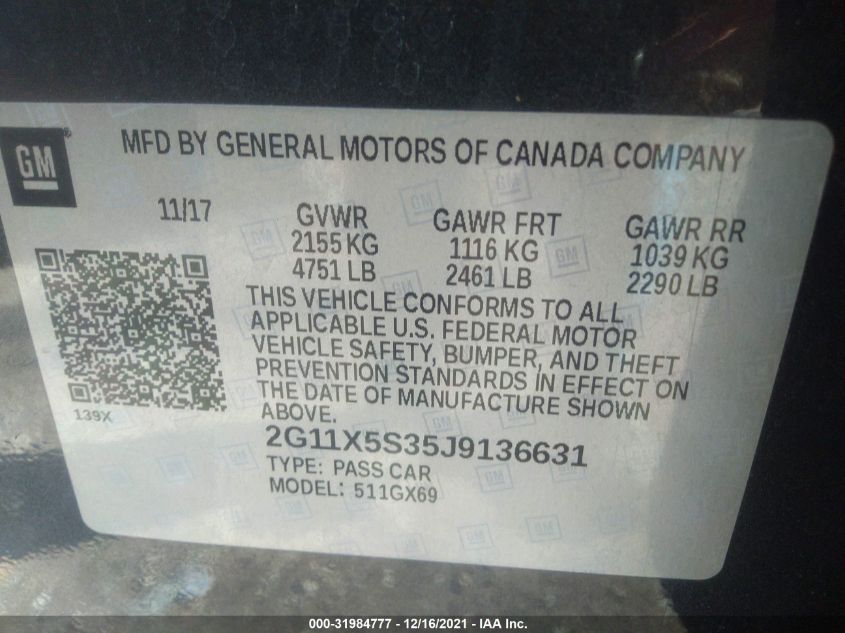 GM
MFD BY GENERAL MOTORS OF CANADA COMPANY
11/17
GVWR
2155 KG
4751 LB
GAWR FRT
1116 KG
2461 LB
GAWR RR
1039 KG
2290 LB
THIS VEHICLE CONFORMS TO ALL
APPLICABLE U.S. FEDERAL MOTOR
VEHICLE SAFETY, BUMPER, AND THEFT
PREVENTION STANDARDS IN EFFECT ON
THE DATE OF MANUFACTURE SHOWN
ABOVE.
139X
2G11X5S35J9136631
TYPE: PASS CAR
MODEL: 511GX69
000-31984777 - 12/16/2021 - IAA Inc.